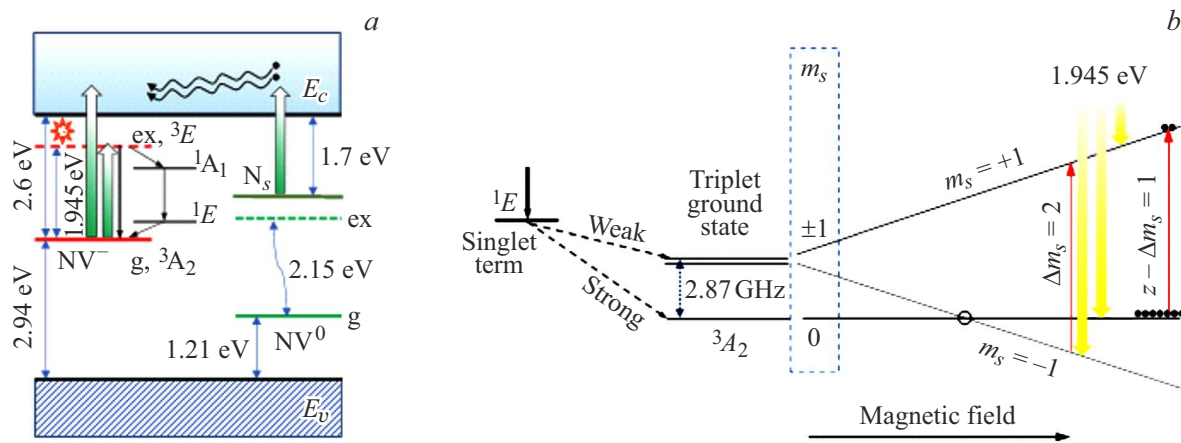 a
E_c
ex, ³E
2.6 eV
1.945 eV
¹A₁
N_s
1.7 eV
¹E
ex
NV⁻
g, ³A₂
2.15 eV
2.94 eV
g
NV⁰
1.21 eV
E_v
b
m_s
1.945 eV
m_s = +1
¹E
Singlet
term
Weak
Strong
Triplet
ground
state
±1
2.87 GHz
³A₂
0
Δm_s = 2
z – Δm_s = 1
m_s = –1
Magnetic field